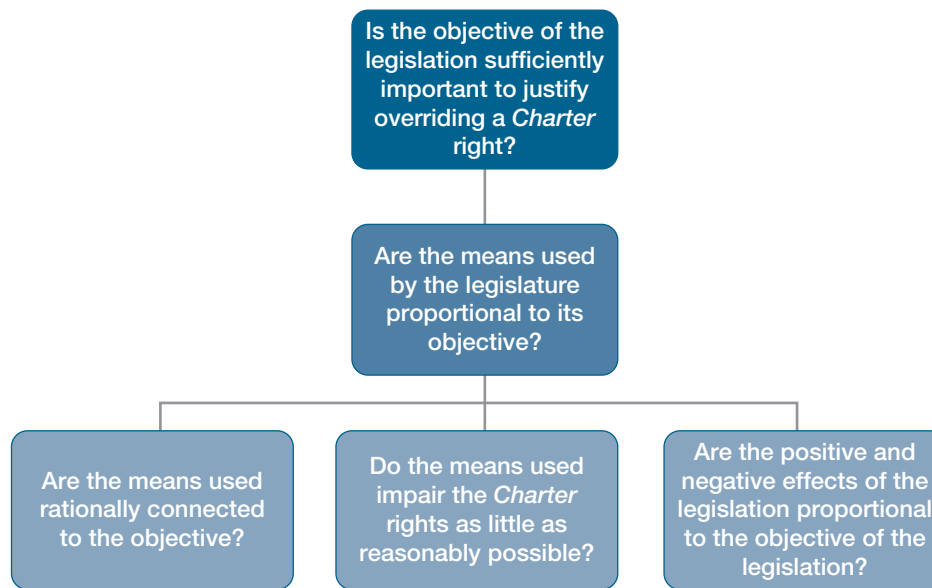 Is the objective of the
legislation sufficiently
important to justify
overriding a Charter
right?
Are the means used
by the legislature
proportional to its
objective?
Are the means used
rationally connected
to the objective?
Do the means used
impair the Charter
rights as little as
reasonably possible?
Are the positive and
negative effects of the
legislation proportional
to the objective of the
legislation?